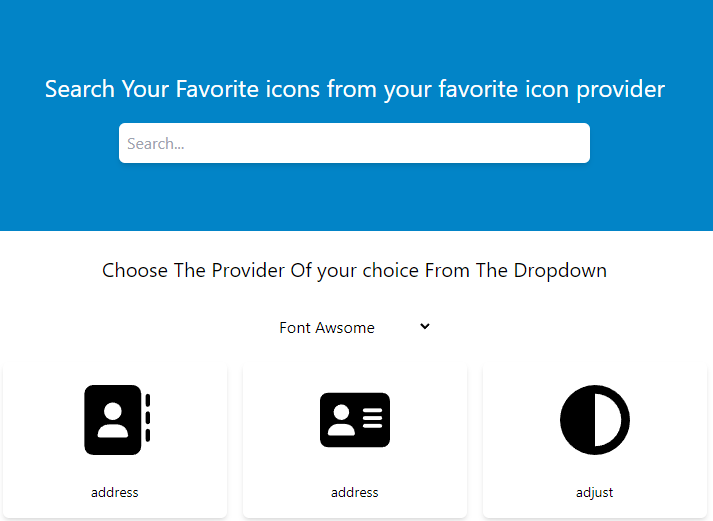 Search Your Favorite icons from your favorite icon provider
Search...
Choose The Provider Of your choice From The Dropdown
Font Awsome
address
address
adjust